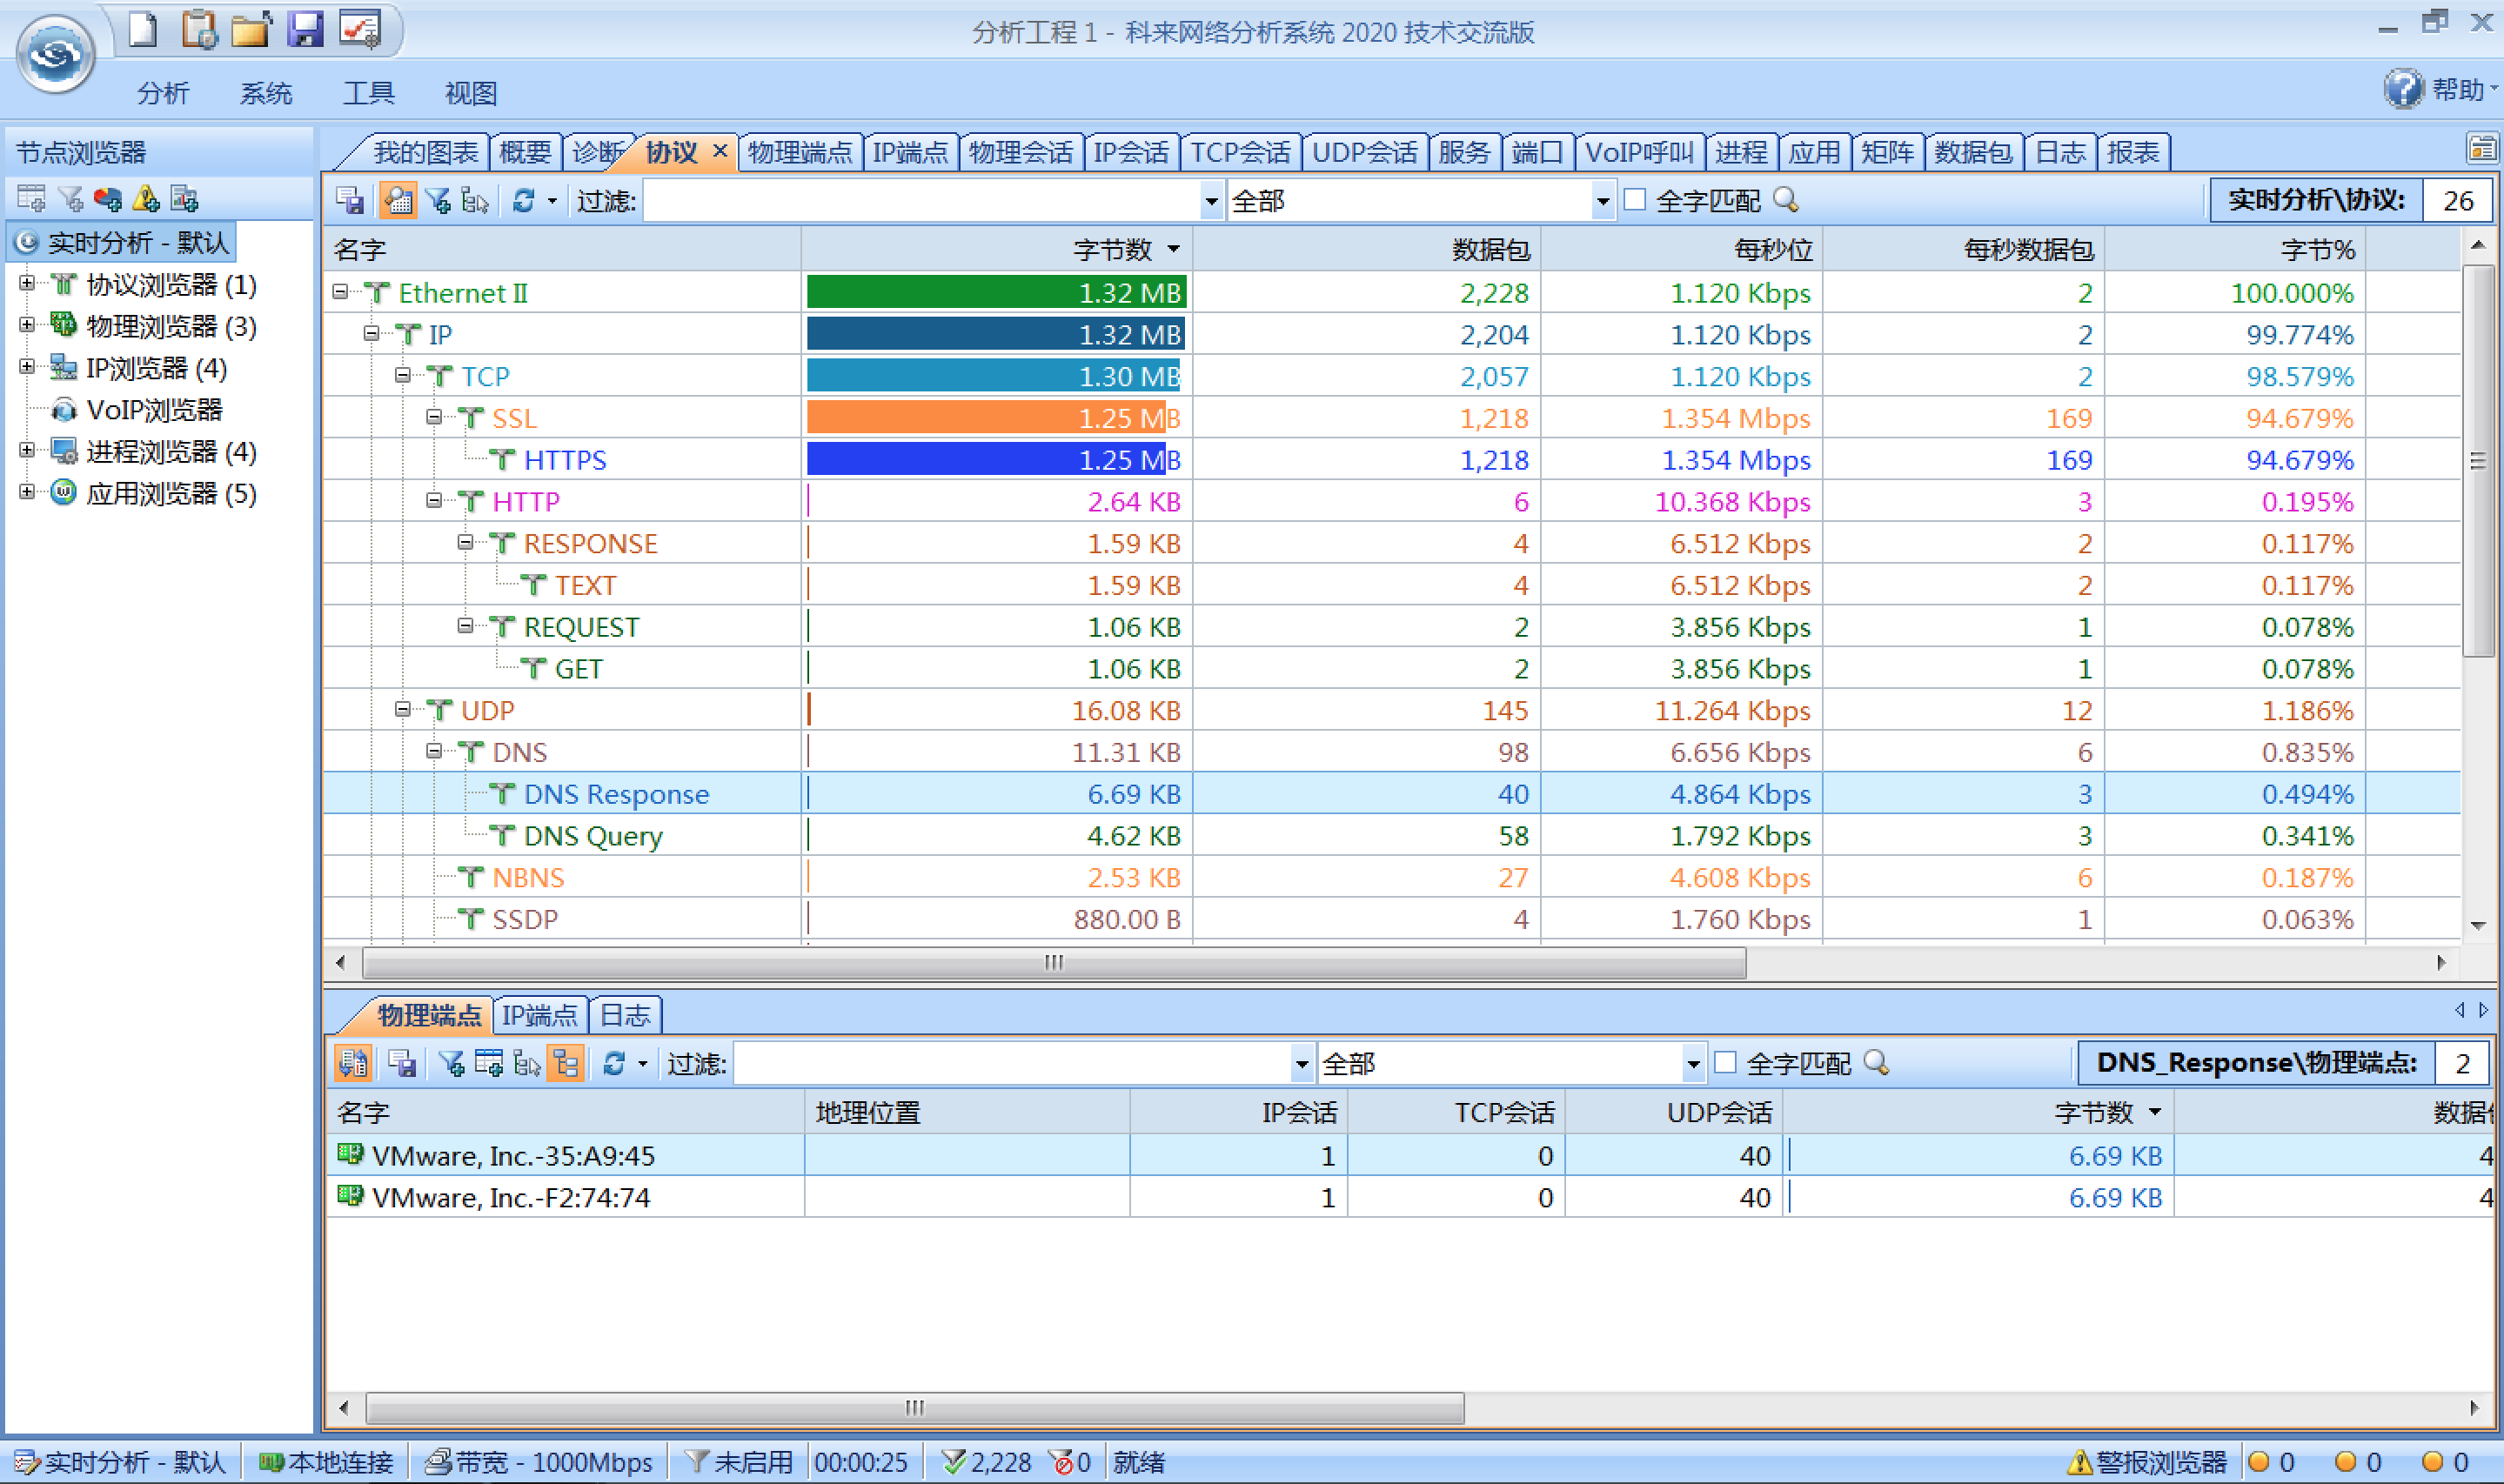 分析工程 1 - 科来网络分析系统 2020 技术交流版
分析 系统 工具 视图 帮助
节点浏览器
实时分析 - 默认
协议浏览器 (1)
物理浏览器 (3)
IP浏览器 (4)
VoIP浏览器
进程浏览器 (4)
应用浏览器 (5)
我的图表 概要 诊断 协议 物理端点 IP端点 物理会话 IP会话 TCP会话 UDP会话 服务 端口 VoIP呼叫 进程 应用 矩阵 数据包 日志 报表
过滤: 全部 全字匹配 实时分析\协议: 26
名字 字节数 数据包 每秒位 每秒数据包 字节%
Ethernet II 1.32 MB 2,228 1.120 Kbps 2 100.000%
IP 1.32 MB 2,204 1.120 Kbps 2 99.774%
TCP 1.30 MB 2,057 1.120 Kbps 2 98.579%
SSL 1.25 MB 1,218 1.354 Mbps 169 94.679%
HTTPS 1.25 MB 1,218 1.354 Mbps 169 94.679%
HTTP 2.64 KB 6 10.368 Kbps 3 0.195%
RESPONSE 1.59 KB 4 6.512 Kbps 2 0.117%
TEXT 1.59 KB 4 6.512 Kbps 2 0.117%
REQUEST 1.06 KB 2 3.856 Kbps 1 0.078%
GET 1.06 KB 2 3.856 Kbps 1 0.078%
UDP 16.08 KB 145 11.264 Kbps 12 1.186%
DNS 11.31 KB 98 6.656 Kbps 6 0.835%
DNS Response 6.69 KB 40 4.864 Kbps 3 0.494%
DNS Query 4.62 KB 58 1.792 Kbps 3 0.341%
NBNS 2.53 KB 27 4.608 Kbps 6 0.187%
SSDP 880.00 B 4 1.760 Kbps 1 0.063%
物理端点 IP端点 日志
过滤: 全部 全字匹配 DNS_Response\物理端点: 2
名字 地理位置 IP会话 TCP会话 UDP会话 字节数 数据
VMware, Inc.-35:A9:45 1 0 40 6.69 KB 4
VMware, Inc.-F2:74:74 1 0 40 6.69 KB 4
实时分析 - 默认 本地连接 带宽 - 1000Mbps 未启用 00:00:25 2,228 0 就绪 警报浏览器 0 0 0